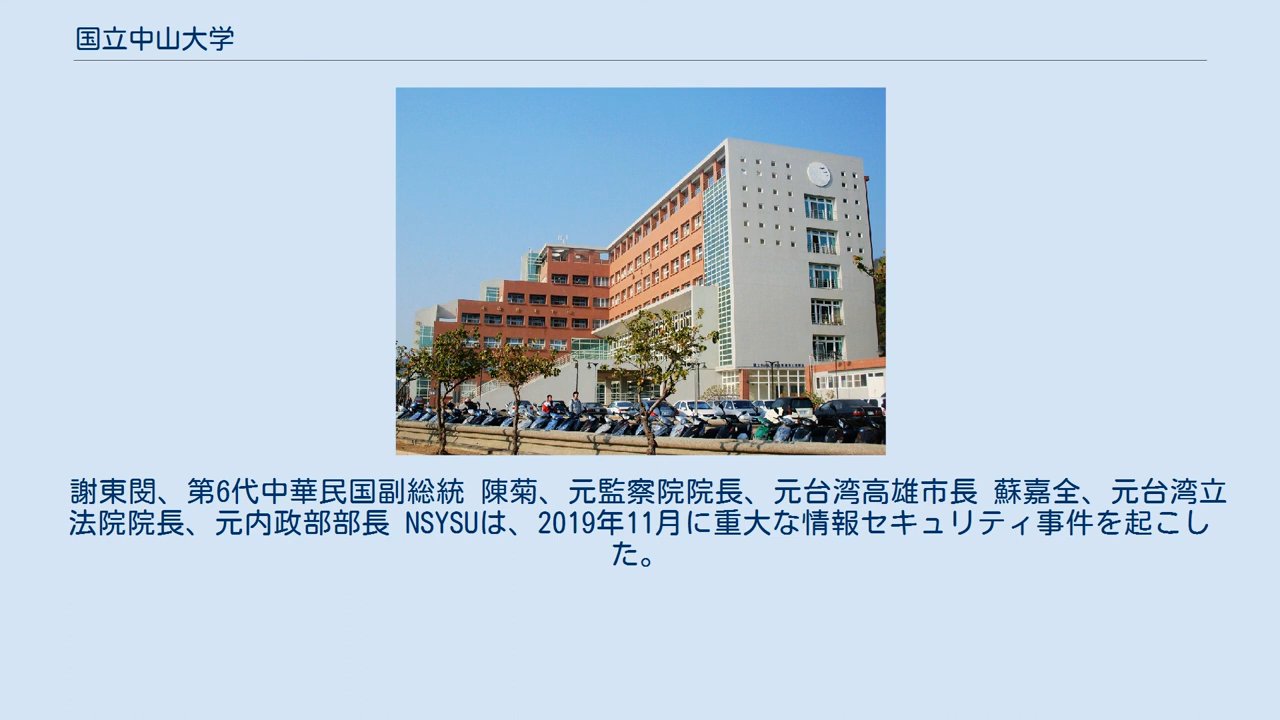 国立中山大学
謝東閔、第6代中華民国副総統 陳菊、元監察院院長、元台湾高雄市長 蘇嘉全、元台湾立
法院院長、元内政部部長 NSYSUは、2019年11月に重大な情報セキュリティ事件を起こし
た。